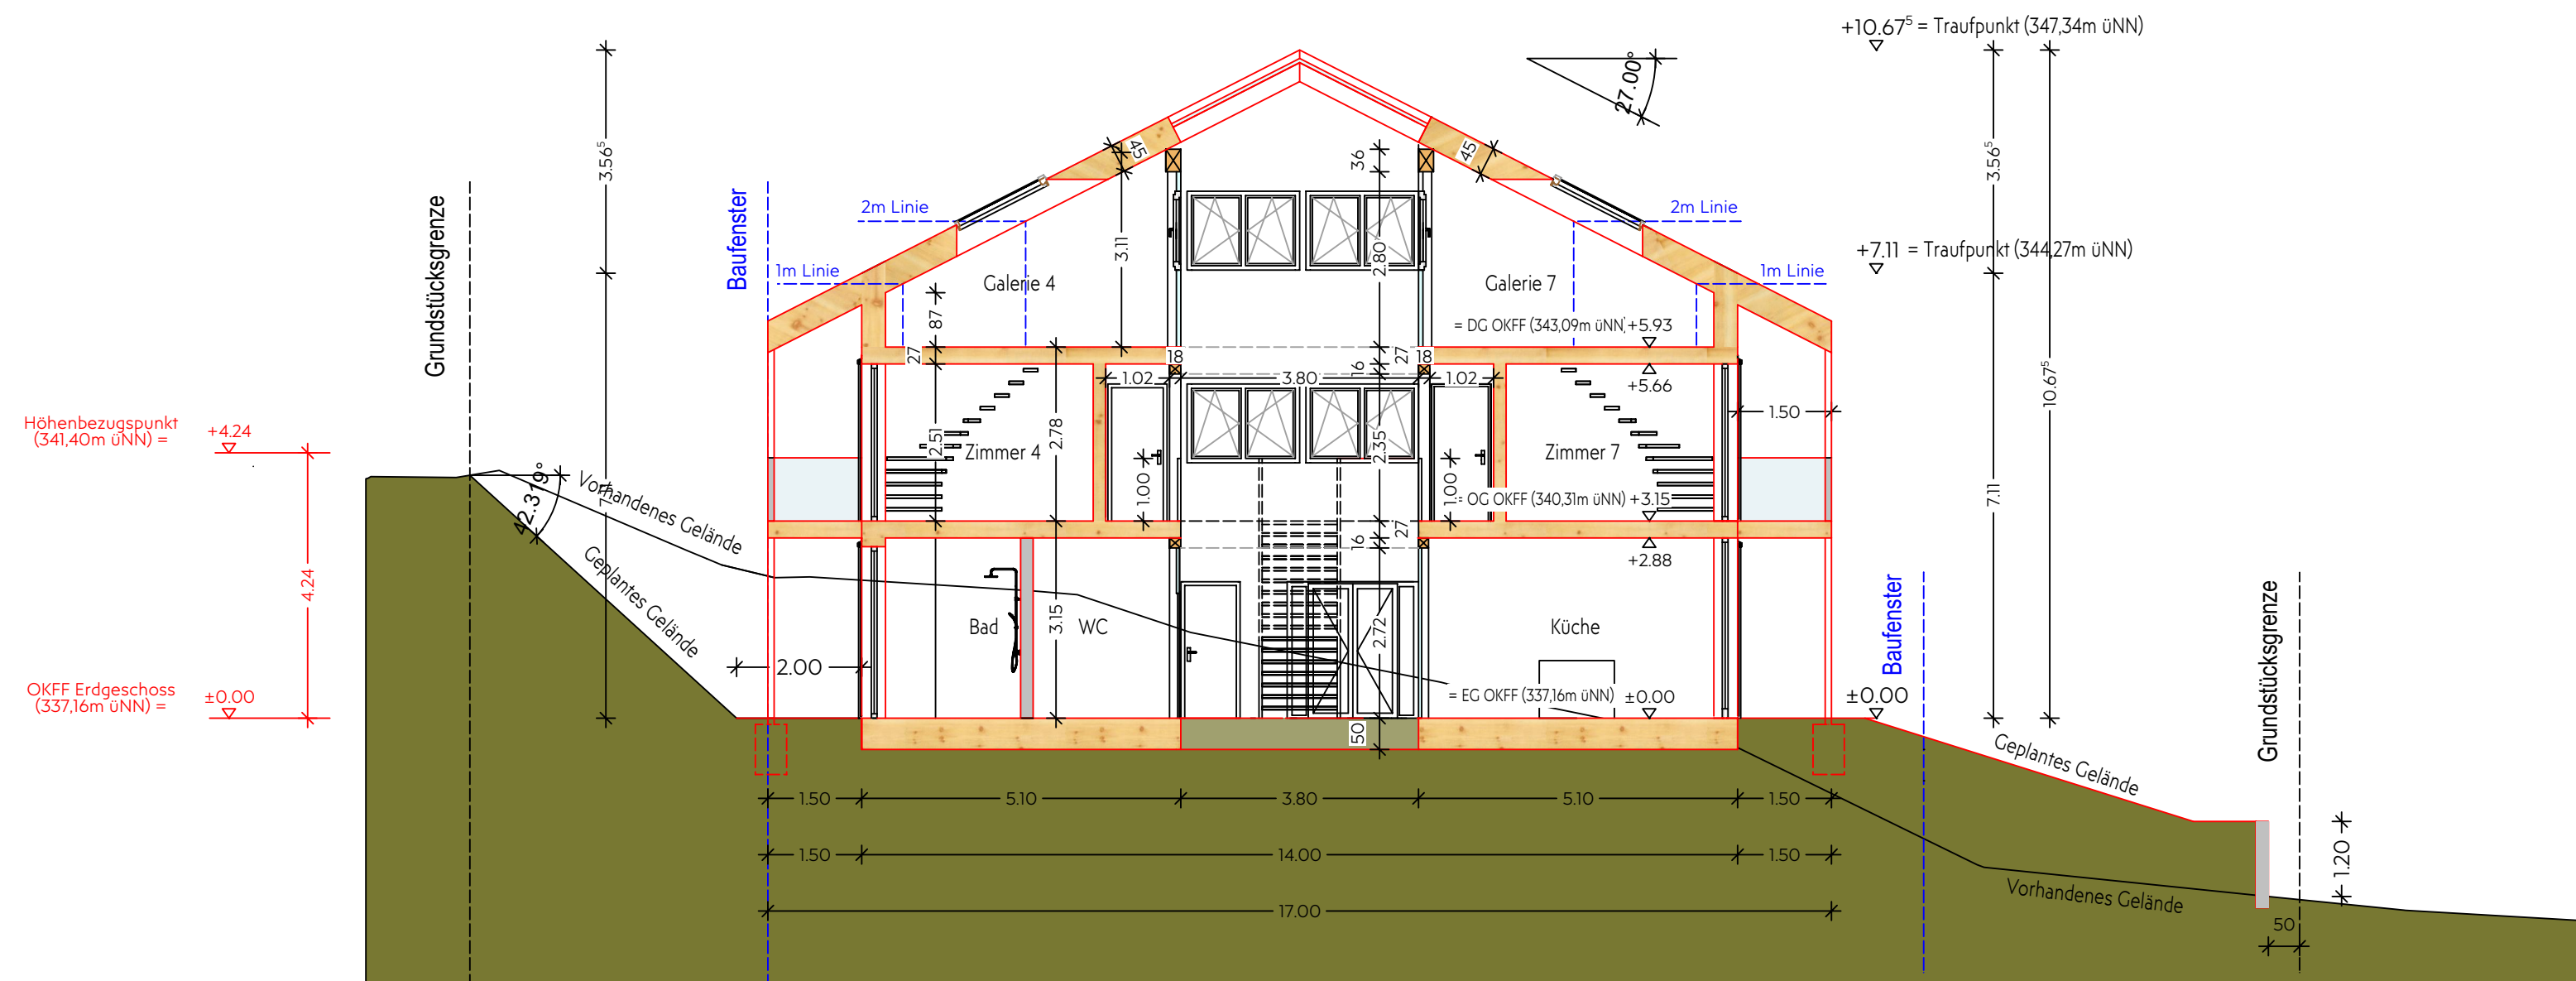 +10.67⁵ = Traufpunkt (347,34m üNN)
27.00°
3.56⁵
3.56⁵
45
45
36
Grundstücksgrenze
Baufenster
2m Linie
2m Linie
+7.11 = Traufpunkt (344,27m üNN)
1m Linie
1m Linie
3.11
2.80
Galerie 4
Galerie 7
87
= DG OKFF (343,09m üNN) +5.93
27
18
27
18
16
1.02
3.80
1.02
+5.66
10.67⁵
1.50
Höhenbezugspunkt
(341,40m üNN) =
+4.24
2.51
2.78
2.35
Zimmer 4
Zimmer 7
42.319°
7.11
Vorhandenes Gelände
1.00
1.00
= OG OKFF (340,31m üNN) +3.15
7.11
27
16
+2.88
Geplantes Gelände
4.24
Bad
WC
3.15
2.72
Küche
Baufenster
Grundstücksgrenze
2.00
OKFF Erdgeschoss
(337,16m üNN) =
±0.00
= EG OKFF (337,16m üNN) ±0.00
±0.00
50
Geplantes Gelände
1.50
5.10
3.80
5.10
1.50
1.50
14.00
1.50
1.20
Vorhandenes Gelände
17.00
50